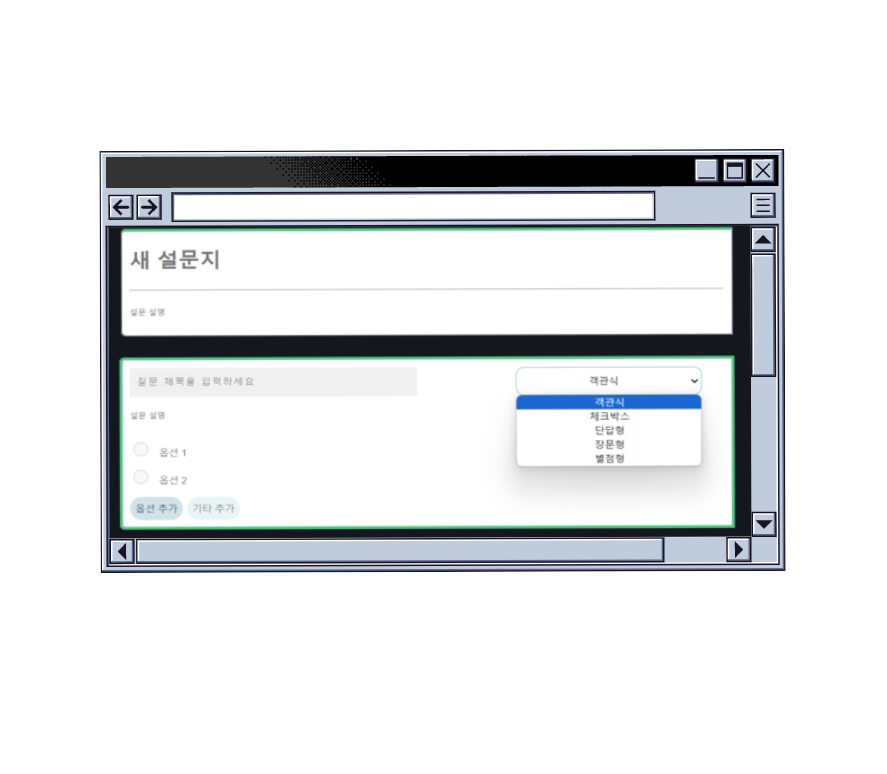 새 설문지
설문 설명
질문 제목을 입력하세요
객관식
객관식
체크박스
단답형
장문형
별점형
설문 설명
옵션 1
옵션 2
옵션 추가
기타 추가